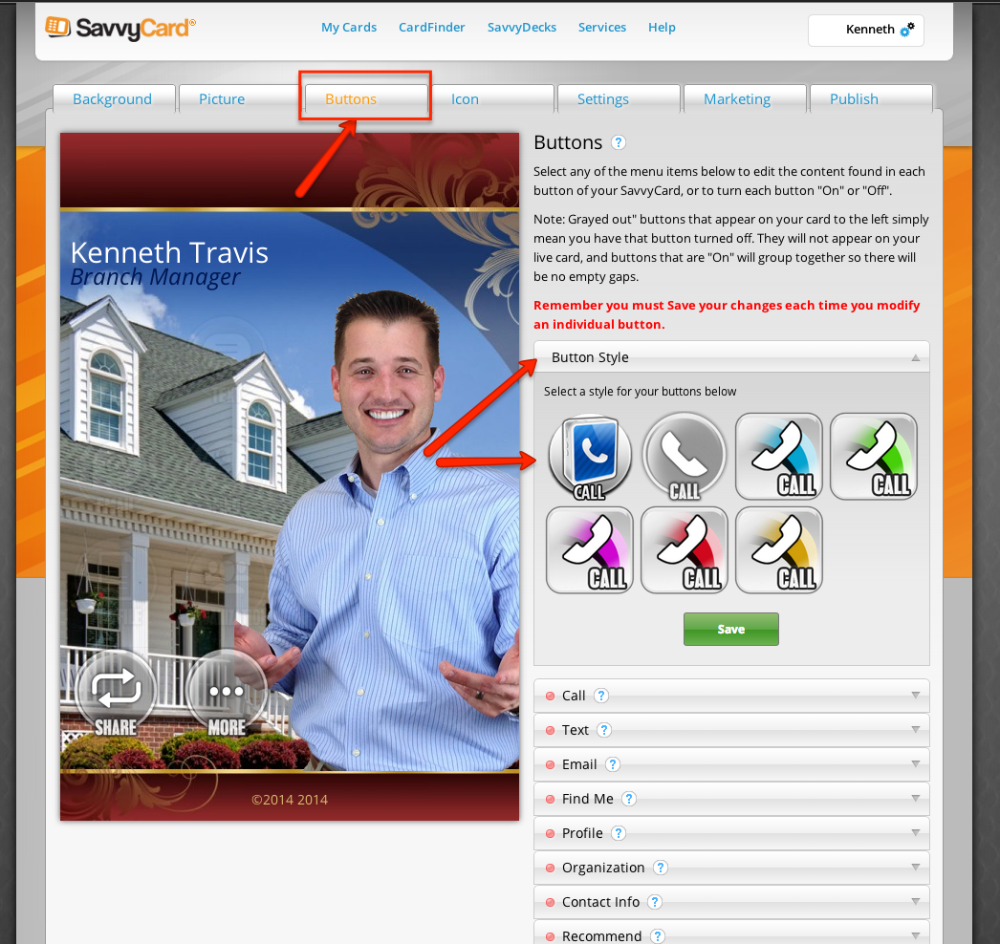 SavvyCard®
My Cards CardFinder SavvyDecks Services Help
Kenneth
Background Picture Buttons Icon Settings Marketing Publish
Kenneth Travis
Branch Manager
SHARE MORE
©2014 2014
Buttons ?
Select any of the menu items below to edit the content found in each
button of your SavvyCard, or to turn each button "On" or "Off".
Note: Grayed out" buttons that appear on your card to the left simply
mean you have that button turned off. They will not appear on your
live card, and buttons that are "On" will group together so there will
be no empty gaps.
Remember you must Save your changes each time you modify
an individual button.
Button Style
Select a style for your buttons below
CALL CALL CALL CALL
CALL CALL CALL
Save
Call ?
Text ?
Email ?
Find Me ?
Profile ?
Organization ?
Contact Info ?
Recommend ?